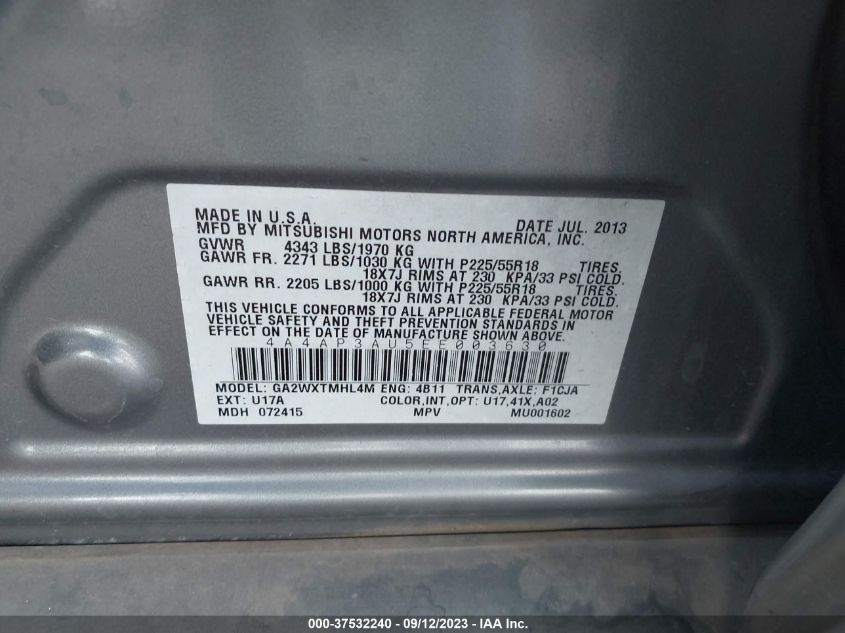 MADE IN U.S.A. DATE JUL. 2013
MFD BY MITSUBISHI MOTORS NORTH AMERICA, INC.
GVWR 4343 LBS/1970 KG
GAWR FR. 2271 LBS/1030 KG WITH P225/55R18 TIRES,
18X7J RIMS AT 230 KPA/33 PSI COLD.
GAWR RR. 2205 LBS/1000 KG WITH P225/55R18 TIRES,
18X7J RIMS AT 230 KPA/33 PSI COLD.
THIS VEHICLE CONFORMS TO ALL APPLICABLE FEDERAL MOTOR
VEHICLE SAFETY AND THEFT PREVENTION STANDARDS IN
EFFECT ON THE DATE OF MANUFACTURE SHOWN ABOVE.
4A4AP3AU5EE003630
MODEL: GA2WXTMHL4M ENG: 4B11 TRANS,AXLE: F1CJA
EXT: U17A COLOR,INT,OPT: U17,41X,A02
MDH 072415 MPV MU001602
000-37532240 - 09/12/2023 - IAA Inc.